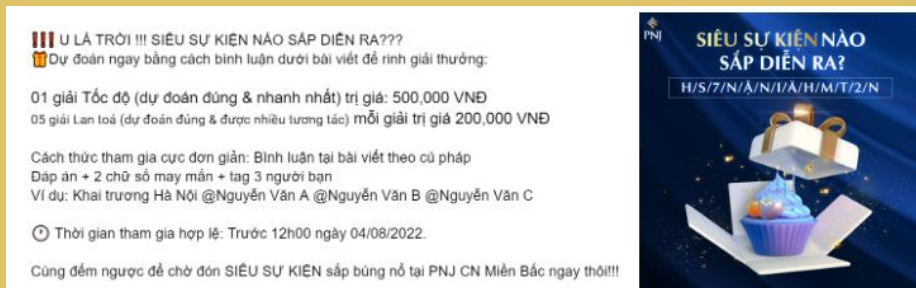 U LÀ TRỜI !!! SIÊU SỰ KIỆN NÀO SẮP DIỄN RA???
Dự đoán ngay bằng cách bình luận dưới bài viết để rinh giải thưởng:
01 giải Tốc độ (dự đoán đúng & nhanh nhất) trị giá: 500,000 VNĐ
05 giải Lan toả (dự đoán đúng & được nhiều tương tác) mỗi giải trị giá 200,000 VNĐ
Cách thức tham gia cực đơn giản: Bình luận tại bài viết theo cú pháp
Đáp án + 2 chữ số may mắn + tag 3 người bạn
Ví dụ: Khai trương Hà Nội @Nguyễn Văn A @Nguyễn Văn B @Nguyễn Văn C
Thời gian tham gia hợp lệ: Trước 12h00 ngày 04/08/2022.
Cùng đếm ngược để chờ đón SIÊU SỰ KIỆN sắp bùng nổ tại PNJ CN Miền Bắc ngay thôi!!!
PNJ
SIÊU SỰ KIỆN NÀO
SẮP DIỄN RA?
H/S/7/N/Ậ/N/I/Ă/H/M/T/2/N